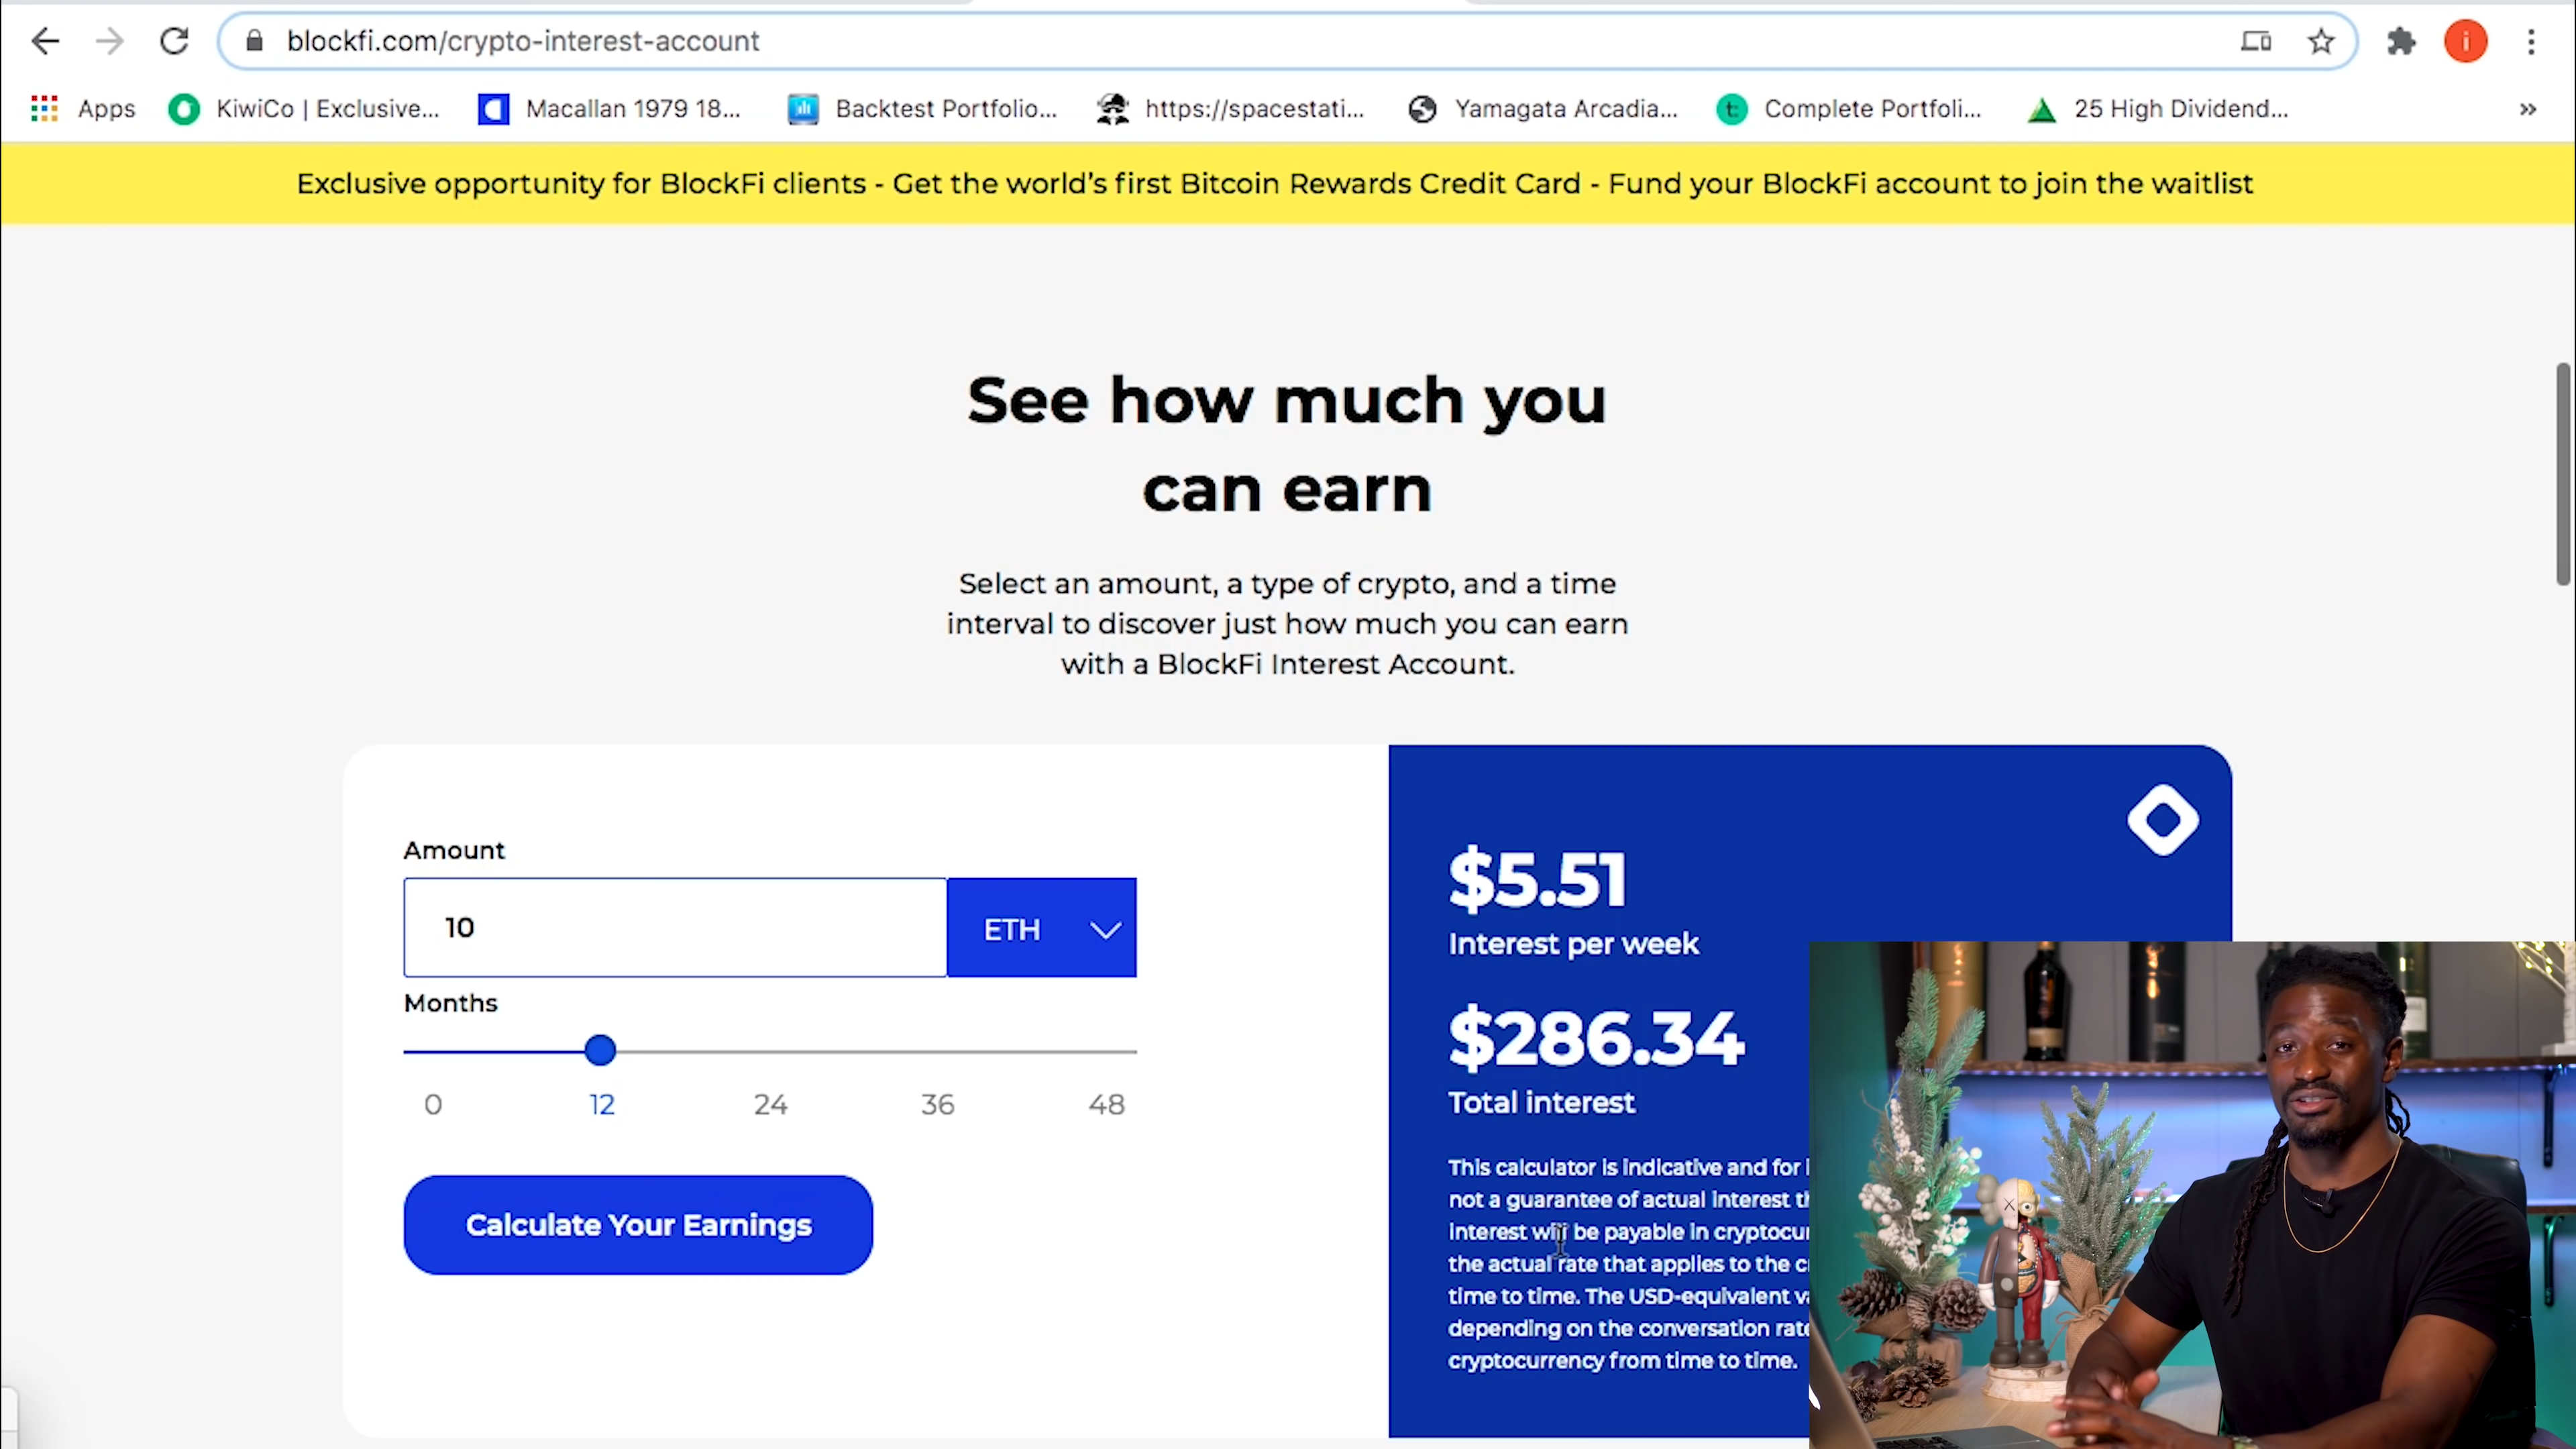 blockfi.com/crypto-interest-account
Apps
KiwiCo | Exclusive...
Macallan 1979 18...
Backtest Portfolio...
https://spacestati...
Yamagata Arcadia...
Complete Portfoli...
25 High Dividend...
Exclusive opportunity for BlockFi clients - Get the world's first Bitcoin Rewards Credit Card - Fund your BlockFi account to join the waitlist
See how much you
can earn
Select an amount, a type of crypto, and a time
interval to discover just how much you can earn
with a BlockFi Interest Account.
Amount
10
ETH
Months
0 12 24 36 48
Calculate Your Earnings
$5.51
Interest per week
$286.34
Total interest
This calculator is indicative and for
not a guarantee of actual interest
interest will be payable in
the actual rate that applies to the
time to time. The USD-equivalent
depending on the conversation rate
cryptocurrency from time to time.